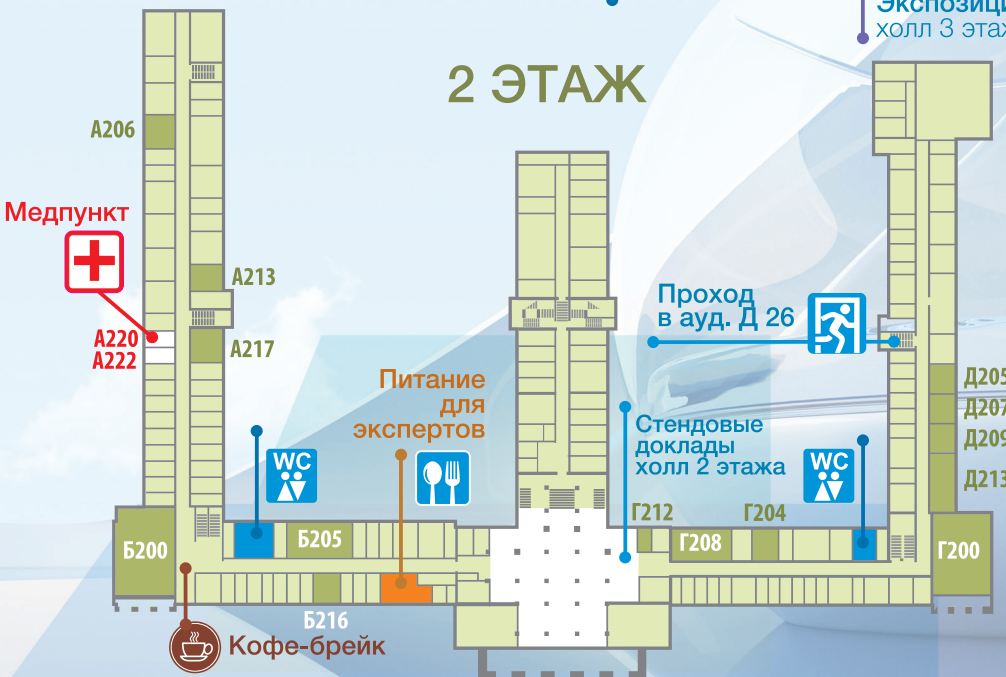 Экспозици
холл 3 этаж
2 ЭТАЖ
А206
Медпункт
А213
А220
А222
А217
Проход
в ауд. Д 26
Питание
для
экспертов
Д205
Д207
Д209
Д213
Стендовые
доклады
холл 2 этажа
WC
WC
Г212
Г204
Б200
Б205
Г208
Г200
Б216
Кофе-брейк